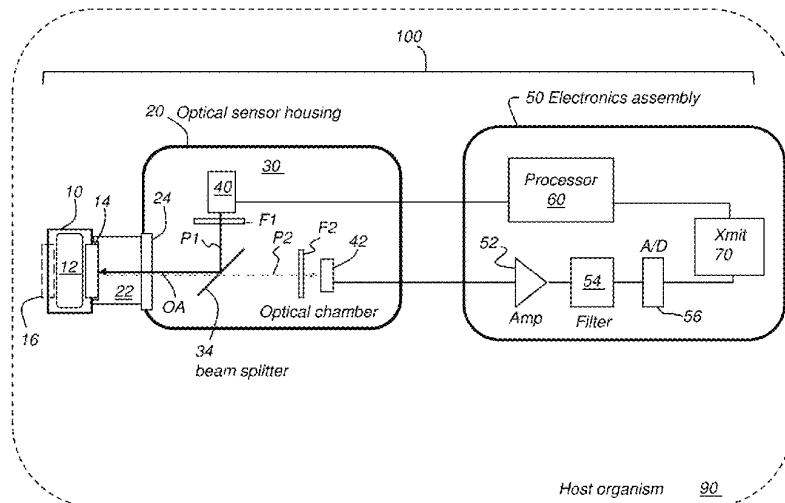 100
20 Optical sensor housing
50 Electronics assembly
30
10
14
24
40
F1
P1
P2
F2
42
12
22
OA
16
34
beam splitter
Optical chamber
Processor
60
Xmit
70
A/D
52
54
56
Amp
Filter
Host organism 90